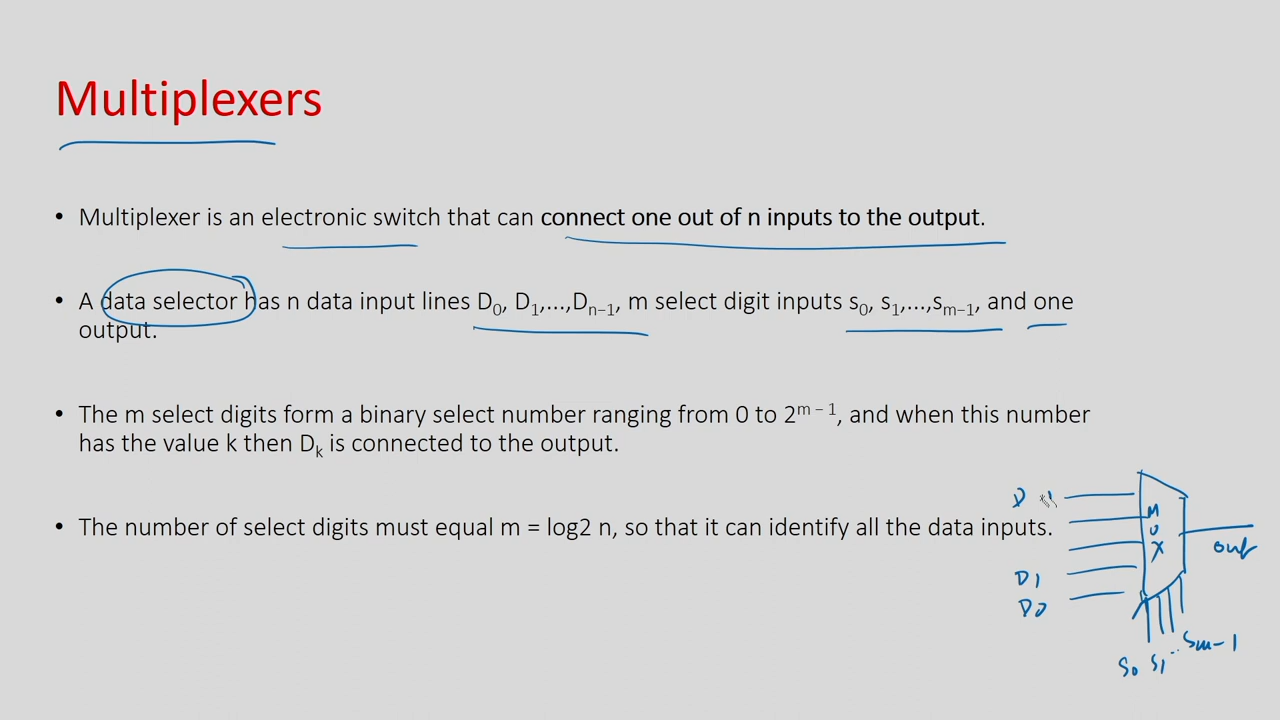 Multiplexers
• Multiplexer is an electronic switch that can connect one out of n inputs to the output.
• A data selector has n data input lines D₀, D₁,...,Dₙ₋₁, m select digit inputs s₀, s₁,...,sₘ₋₁, and one
output.
• The m select digits form a binary select number ranging from 0 to 2ᵐ ⁻ ¹, and when this number
has the value k then Dₖ is connected to the output.
• The number of select digits must equal m = log2 n, so that it can identify all the data inputs.
D
MUX
out
D1
D0
Sm-1
S0 S1 ..